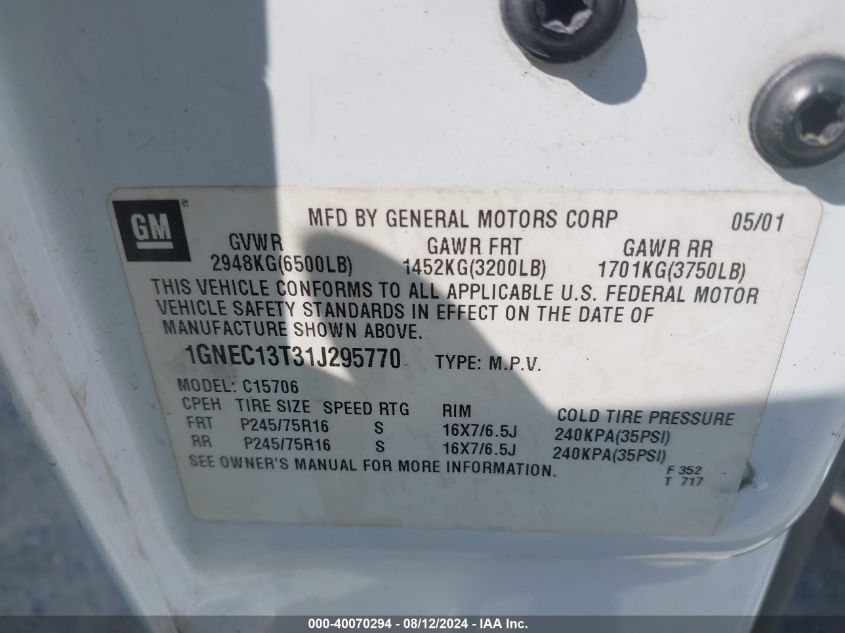 GM ®
MFD BY GENERAL MOTORS CORP 05/01
GVWR GAWR FRT GAWR RR
2948KG(6500LB) 1452KG(3200LB) 1701KG(3750LB)
THIS VEHICLE CONFORMS TO ALL APPLICABLE U.S. FEDERAL MOTOR
VEHICLE SAFETY STANDARDS IN EFFECT ON THE DATE OF
MANUFACTURE SHOWN ABOVE.
1GNEC13T31J295770 TYPE: M.P.V.
MODEL: C15706
CPEH TIRE SIZE SPEED RTG RIM COLD TIRE PRESSURE
FRT P245/75R16 S 16X7/6.5J 240KPA(35PSI)
RR P245/75R16 S 16X7/6.5J 240KPA(35PSI)
SEE OWNER'S MANUAL FOR MORE INFORMATION.
F 352
T 717
000-40070294 - 08/12/2024 - IAA Inc.